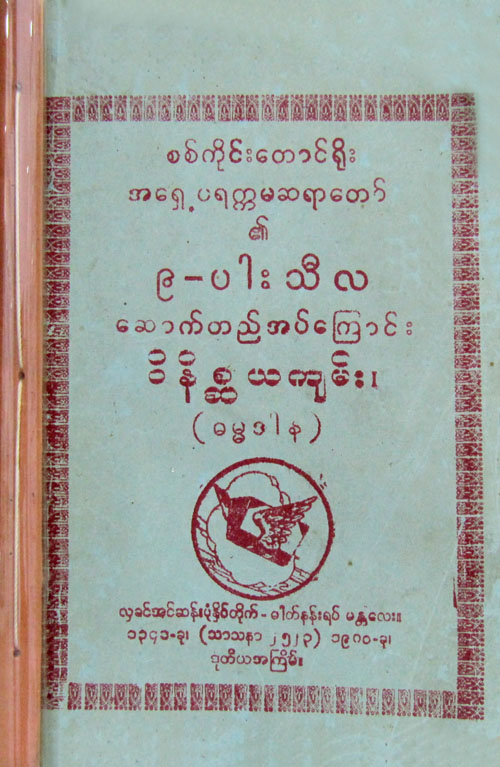 စစ်ကိုင်းတောင်ရိုး
အရှေ့ပရက္ကမဆရာတော်
၏
၉-ပါးသီလ
ဆောက်တည်အပ်ကြောင်း
ဝိနိစ္ဆယကျမ်း၊
(ဓမ္မဒါန)
လှခင်အင်ဆန်းပုံနှိပ်တိုက်-ဓါတ်နန်းရပ် မန္တလေး။
၁၃၄၁-ခု၊ (သာသနာ ၂၅၂၃) ၁၉၈၀-ခု၊
ဒုတိယအကြိမ်။